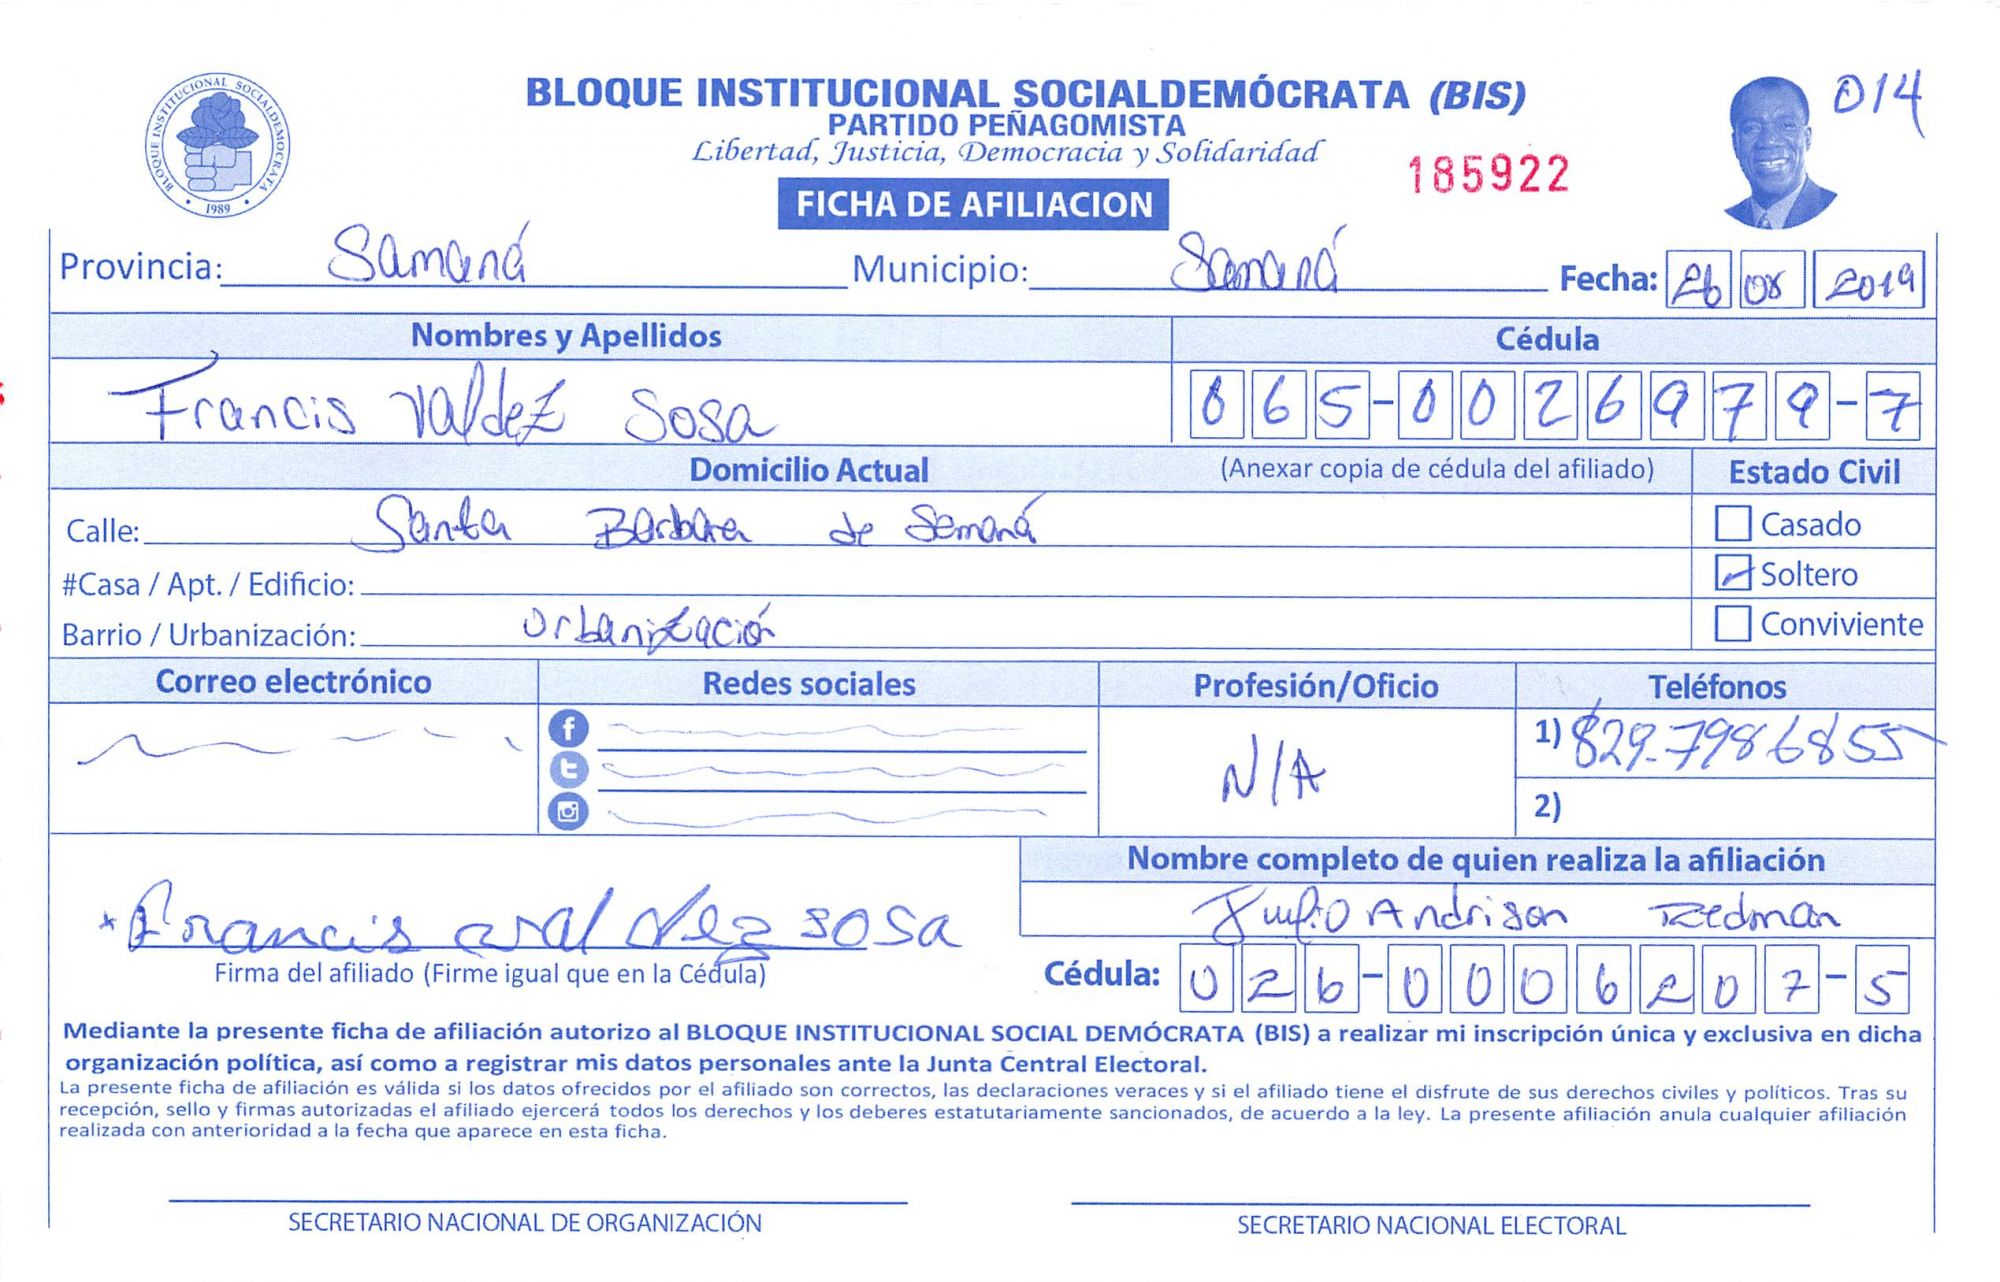 BLOQUE INSTITUCIONAL SOCIALDEMÓCRATA
1989
BLOQUE INSTITUCIONAL SOCIALDEMÓCRATA (BIS)
PARTIDO PEÑAGOMISTA
Libertad, Justicia, Democracia y Solidaridad
014
185922
FICHA DE AFILIACION
Provincia: Samaná Municipio: Samaná Fecha: 26 08 2019
Nombres y Apellidos Cédula
Francis Valdez Sosa 065-0026979-7
Domicilio Actual (Anexar copia de cédula del afiliado) Estado Civil
Calle: Santa Barbara de Samaná Casado
#Casa / Apt. / Edificio: Soltero
Barrio / Urbanización: Urbanización Conviviente
Correo electrónico Redes sociales Profesión/Oficio Teléfonos
N/A 1) 829-7986855
2)
Nombre completo de quien realiza la afiliación
Andrison Redman
Francis Valdez Sosa
Firma del afiliado (Firme igual que en la Cédula) Cédula: 026-0006207-5
Mediante la presente ficha de afiliación autorizo al BLOQUE INSTITUCIONAL SOCIAL DEMÓCRATA (BIS) a realizar mi inscripción única y exclusiva en dicha
organización política, así como a registrar mis datos personales ante la Junta Central Electoral.
La presente ficha de afiliación es válida si los datos ofrecidos por el afiliado son correctos, las declaraciones veraces y si el afiliado tiene el disfrute de sus derechos civiles y políticos. Tras su
recepción, sello y firmas autorizadas el afiliado ejercerá todos los derechos y los deberes estatutariamente sancionados, de acuerdo a la ley. La presente afiliación anula cualquier afiliación
realizada con anterioridad a la fecha que aparece en esta ficha.
SECRETARIO NACIONAL DE ORGANIZACIÓN SECRETARIO NACIONAL ELECTORAL